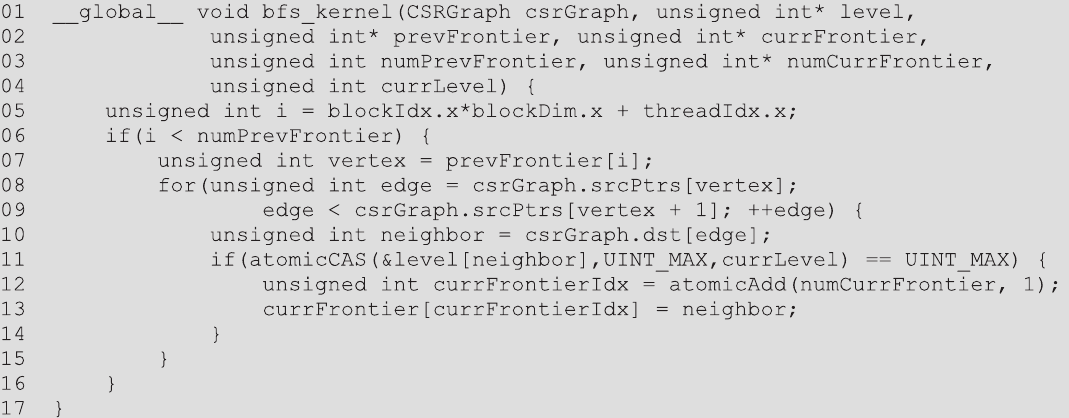 01  __global__ void bfs_kernel(CSRGraph csrGraph, unsigned int* level,
02              unsigned int* prevFrontier, unsigned int* currFrontier,
03              unsigned int numPrevFrontier, unsigned int* numCurrFrontier,
04              unsigned int currLevel) {
05      unsigned int i = blockIdx.x*blockDim.x + threadIdx.x;
06      if(i < numPrevFrontier) {
07          unsigned int vertex = prevFrontier[i];
08          for(unsigned int edge = csrGraph.srcPtrs[vertex];
09                  edge < csrGraph.srcPtrs[vertex + 1]; ++edge) {
10              unsigned int neighbor = csrGraph.dst[edge];
11              if(atomicCAS(&level[neighbor],UINT_MAX,currLevel) == UINT_MAX) {
12                  unsigned int currFrontierIdx = atomicAdd(numCurrFrontier, 1);
13                  currFrontier[currFrontierIdx] = neighbor;
14              }
15          }
16      }
17  }